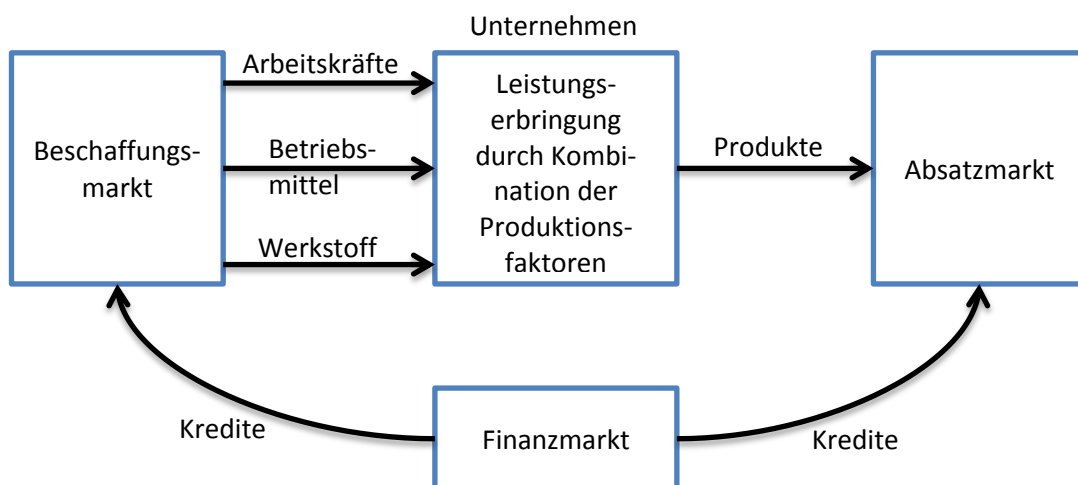 Unternehmen
Arbeitskräfte
Beschaffungs-
markt
Betriebs-
mittel
Werkstoff
Leistungs-
erbringung
durch Kombi-
nation der
Produktions-
faktoren
Produkte
Absatzmarkt
Kredite
Finanzmarkt
Kredite